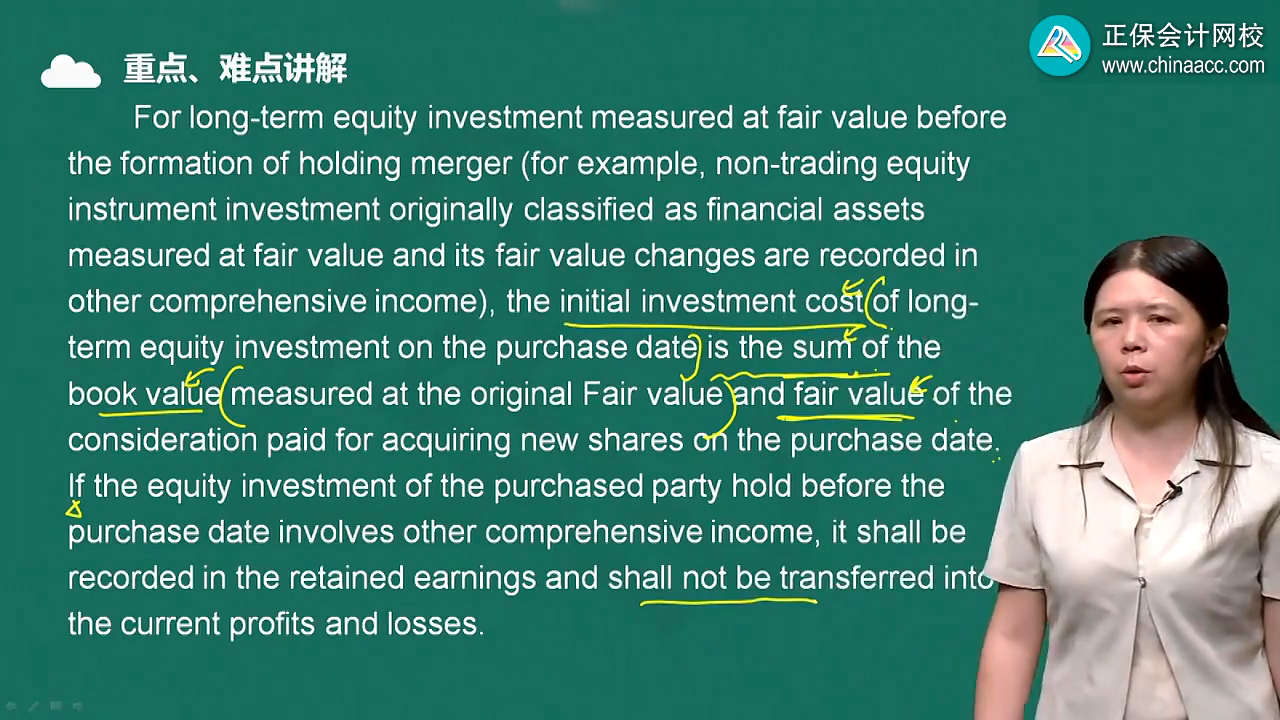 正保会计网校
www.chinaacc.com
重点、难点讲解
For long-term equity investment measured at fair value before
the formation of holding merger (for example, non-trading equity
instrument investment originally classified as financial assets
measured at fair value and its fair value changes are recorded in
other comprehensive income), the initial investment cost of long-
term equity investment on the purchase date is the sum of the
book value measured at the original Fair value and fair value of the
consideration paid for acquiring new shares on the purchase date.
If the equity investment of the purchased party hold before the
purchase date involves other comprehensive income, it shall be
recorded in the retained earnings and shall not be transferred into
the current profits and losses.